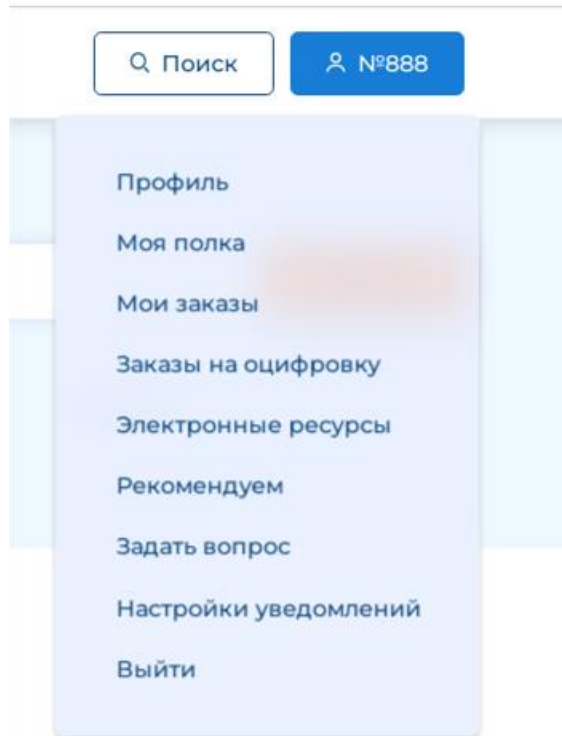 Поиск
№888
Профиль
Моя полка
Мои заказы
Заказы на оцифровку
Электронные ресурсы
Рекомендуем
Задать вопрос
Настройки уведомлений
Выйти